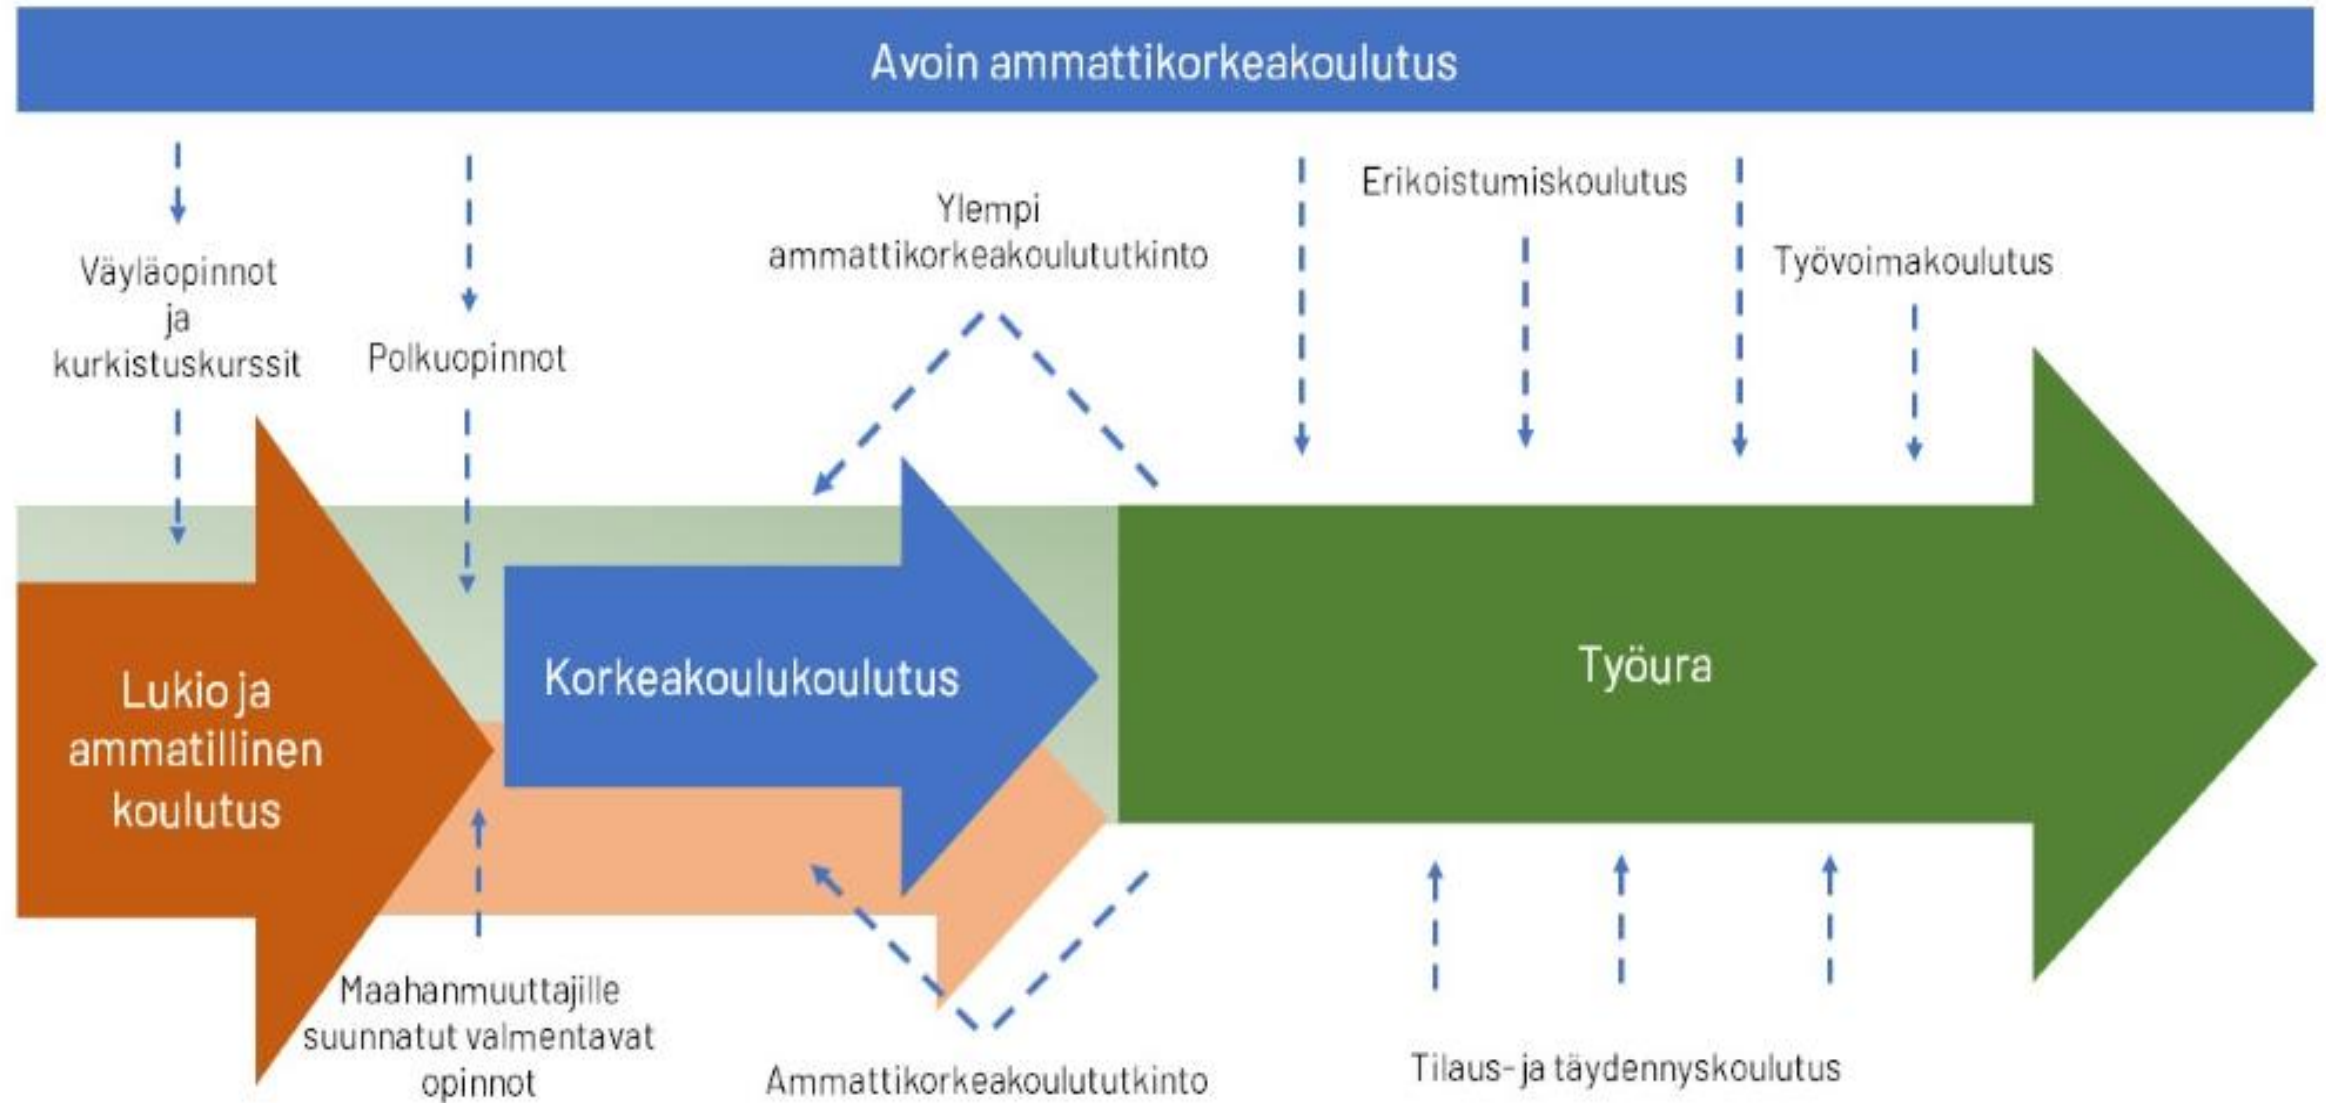 Avoin ammattikorkeakoulutus
Väyläopinnot
ja
kurkistuskurssit
Polkuopinnot
Ylempi
ammattikorkeakoulututkinto
Erikoistumiskoulutus
Työvoimakoulutus
Lukio ja
ammatillinen
koulutus
Korkeakoulukoulutus
Työura
Maahanmuuttajille
suunnatut valmentavat
opinnot
Ammattikorkeakoulututkinto
Tilaus- ja täydennyskoulutus